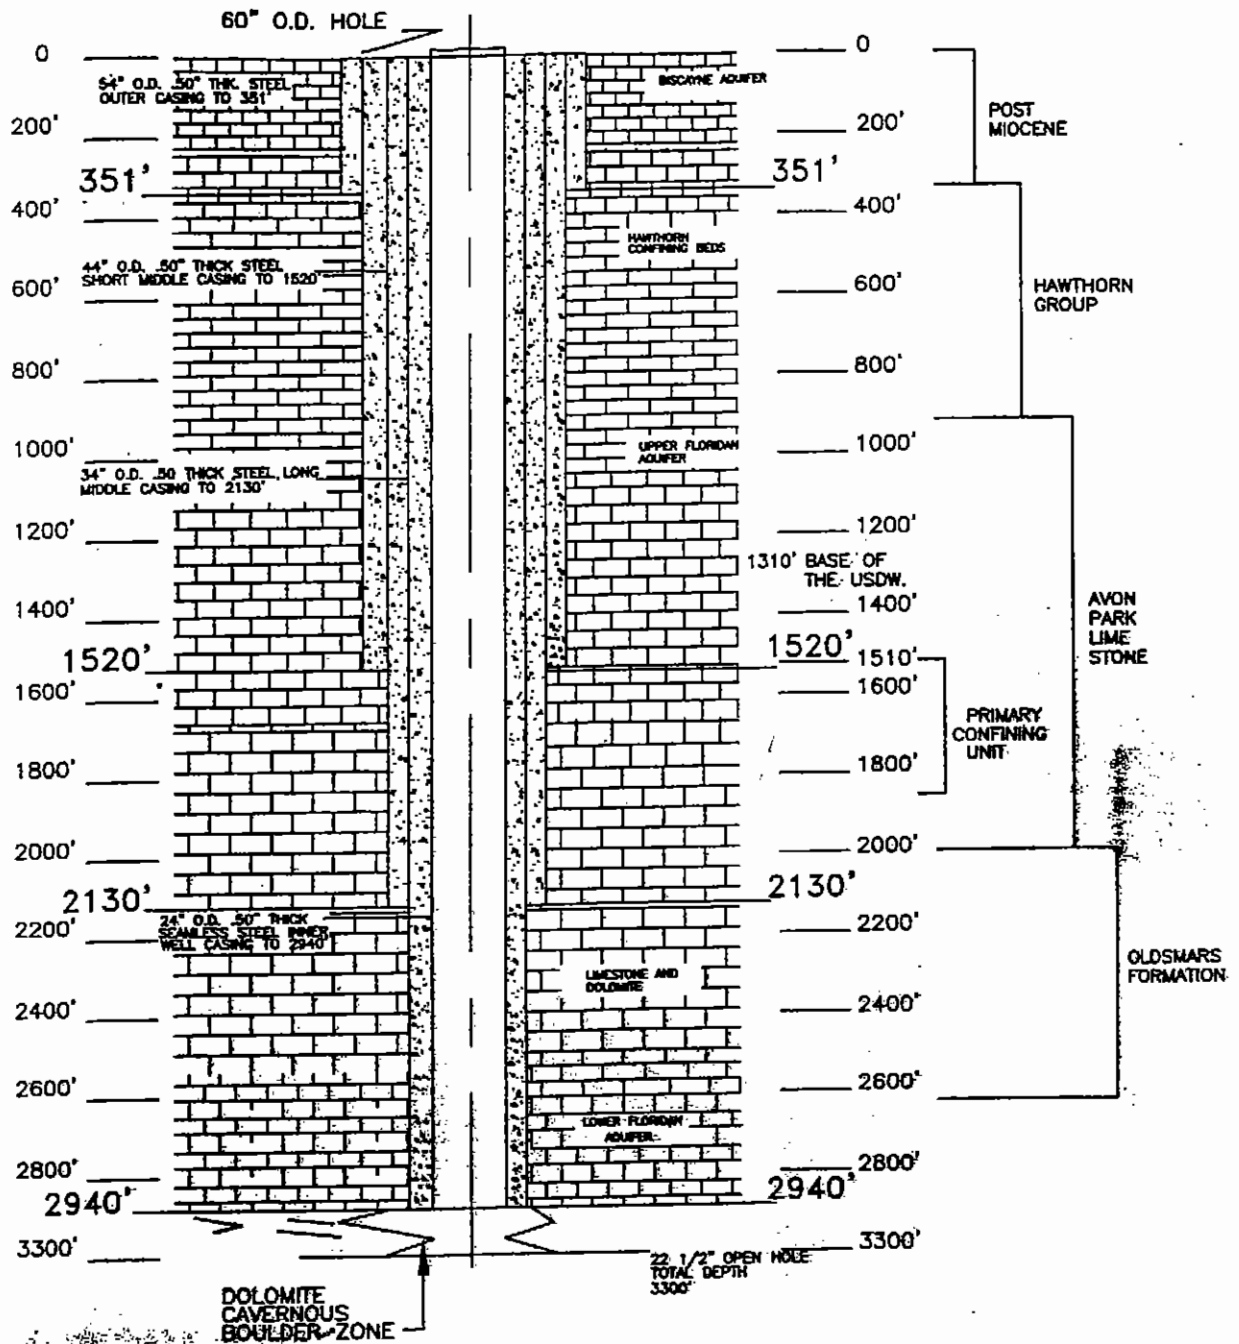 60" O.D. HOLE
0
54" O.D. .50" THK. STEEL
OUTER CASING TO 351'
200'
351'
400'
44" O.D. .50" THICK STEEL
SHORT MIDDLE CASING TO 1520'
600'
800'
1000'
34" O.D. .50 THICK STEEL, LONG
MIDDLE CASING TO 2130'
1200'
1400'
1520'
1600'
1800'
2000'
2130'
24" O.D. .50" THICK
SEAMLESS STEEL INNER
WELL CASING TO 2940'
2200'
2400'
2600'
2800'
2940'
3300'
DOLOMITE
CAVERNOUS
BOULDER ZONE
BISCAYNE AQUIFER
HAWTHORN
CONFINING BEDS
UPPER FLORIDAN
AQUIFER
LIMESTONE AND
DOLOMITE
LOWER FLORIDAN
AQUIFER
0
200'
351'
400'
600'
800'
1000'
1200'
1310' BASE OF
THE USDW.
1400'
1520'
1510'
1600'
1800'
2000'
2130'
2200'
2400'
2600'
2800'
2940'
3300'
22 1/2" OPEN HOLE
TOTAL DEPTH
3300'
POST
MIOCENE
HAWTHORN
GROUP
AVON
PARK
LIME
STONE
PRIMARY
CONFINING
UNIT
OLDSMARS
FORMATION